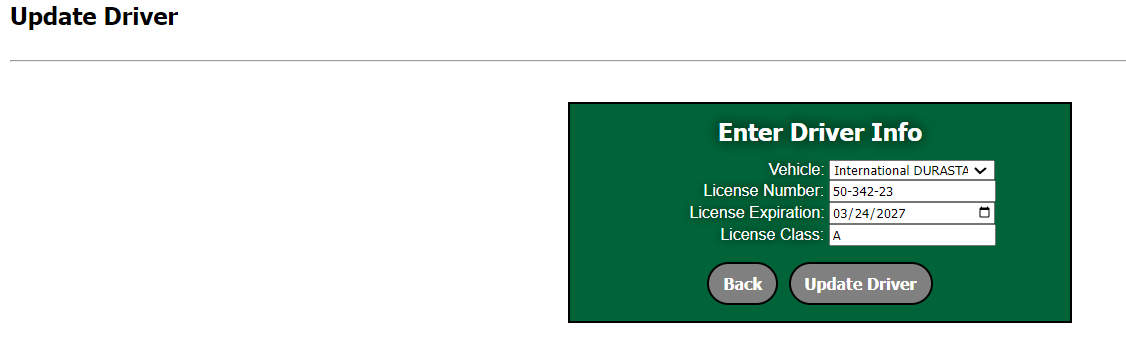 Update Driver
Enter Driver Info
Vehicle: International DURASTA
License Number: 50-342-23
License Expiration: 03/24/2027
License Class: A
Back Update Driver